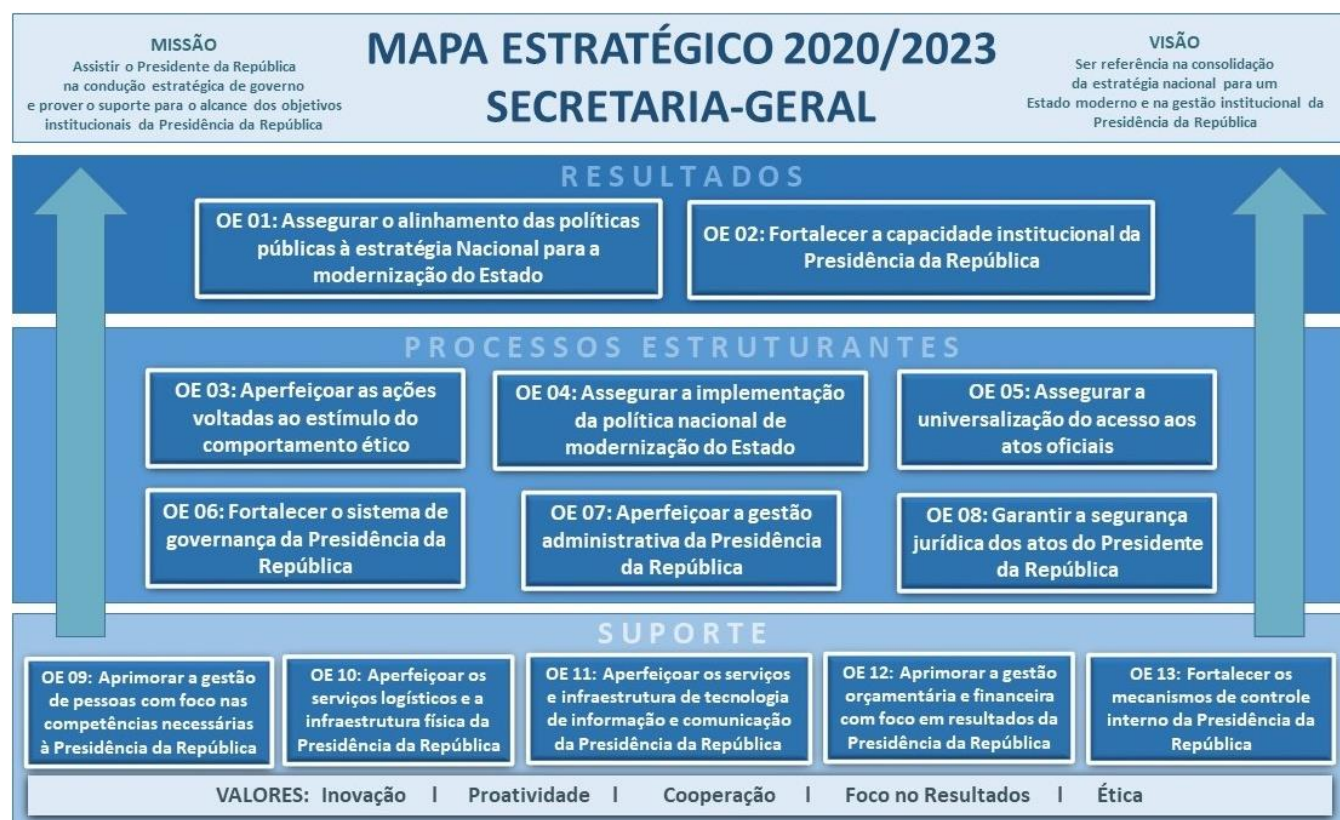 MISSÃO
Assistir o Presidente da República
na condução estratégica de governo
e prover o suporte para o alcance dos objetivos
institucionais da Presidência da República
MAPA ESTRATÉGICO 2020/2023
SECRETARIA-GERAL
VISÃO
Ser referência na consolidação
da estratégia nacional para um
Estado moderno e na gestão institucional da
Presidência da República
RESULTADOS
OE 01: Assegurar o alinhamento das políticas
públicas à estratégia Nacional para a
modernização do Estado
OE 02: Fortalecer a capacidade institucional da
Presidência da República
PROCESSOS ESTRUTURANTES
OE 03: Aperfeiçoar as ações
voltadas ao estímulo do
comportamento ético
OE 04: Assegurar a implementação
da política nacional de
modernização do Estado
OE 05: Assegurar a
universalização do acesso aos
atos oficiais
OE 06: Fortalecer o sistema de
governança da Presidência da
República
OE 07: Aperfeiçoar a gestão
administrativa da Presidência
da República
OE 08: Garantir a segurança
jurídica dos atos do Presidente
da República
SUPORTE
OE 09: Aprimorar a gestão
de pessoas com foco nas
competências necessárias
à Presidência da República
OE 10: Aperfeiçoar os
serviços logísticos e a
infraestrutura física da
Presidência da República
OE 11: Aperfeiçoar os serviços
e infraestrutura de tecnologia
de informação e comunicação
da Presidência da República
OE 12: Aprimorar a gestão
orçamentária e financeira
com foco em resultados da
Presidência da República
OE 13: Fortalecer os
mecanismos de controle
interno da Presidência da
República
VALORES: Inovação I Proatividade I Cooperação I Foco no Resultados I Ética